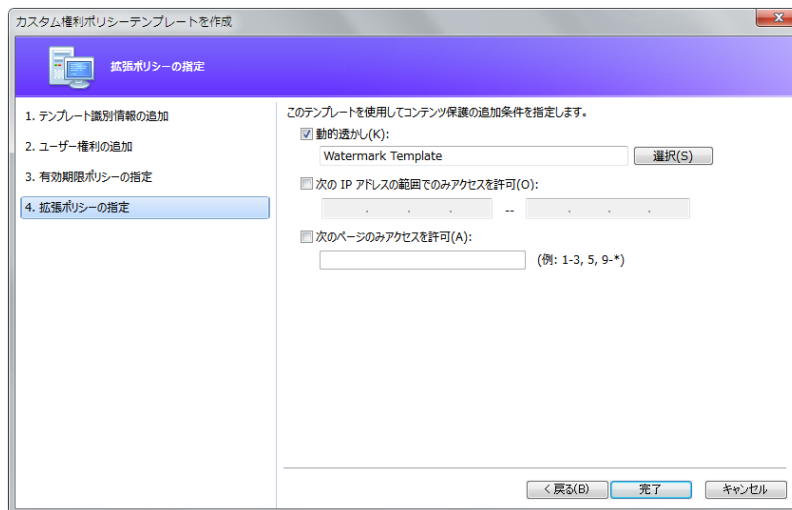 カスタム権利ポリシーテンプレートを作成
拡張ポリシーの指定
1. テンプレート識別情報の追加
2. ユーザー権利の追加
3. 有効期限ポリシーの指定
4. 拡張ポリシーの指定
このテンプレートを使用してコンテンツ保護の追加条件を指定します。
動的透かし(K):
Watermark Template
選択(S)
次の IP アドレスの範囲でのみアクセスを許可(O):
. . . -- . . .
次のページのみアクセスを許可(A):
(例: 1-3, 5, 9-*)
< 戻る(B) 完了 キャンセル